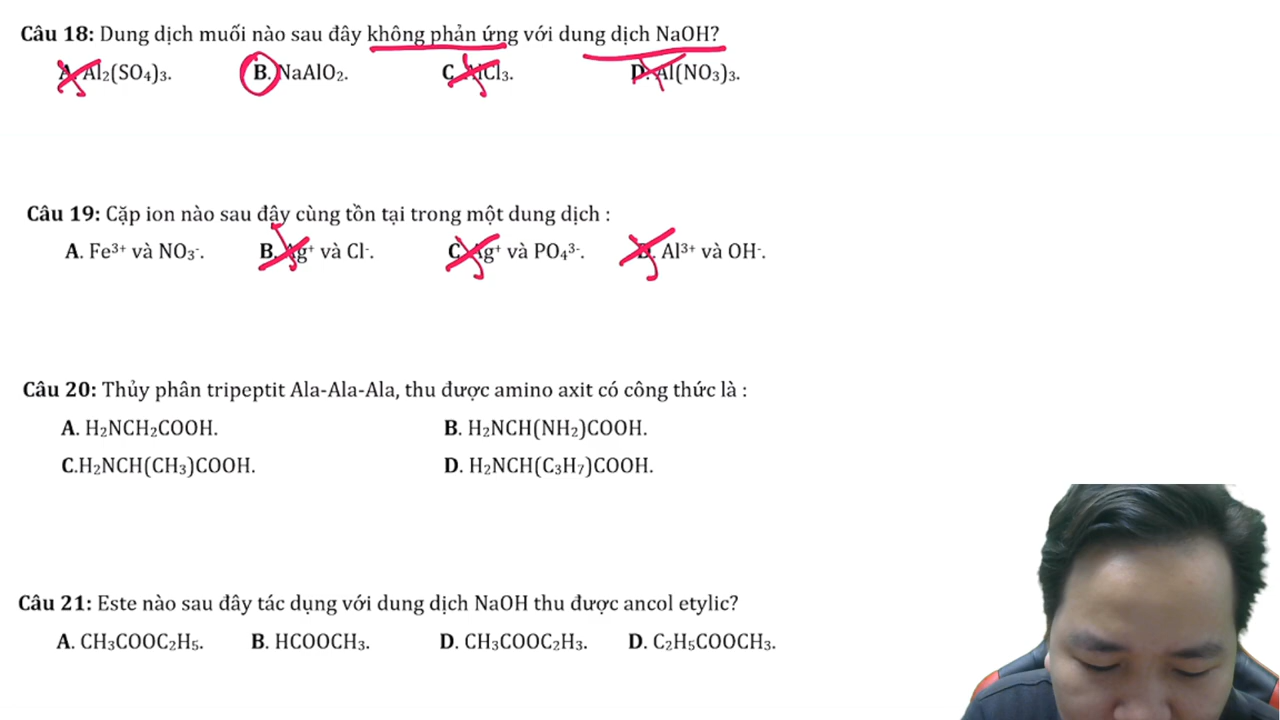 Câu 18: Dung dịch muối nào sau đây không phản ứng với dung dịch NaOH?
A. Al₂(SO₄)₃. B. NaAlO₂. C. AlCl₃. D. Al(NO₃)₃.
Câu 19: Cặp ion nào sau đây cùng tồn tại trong một dung dịch :
A. Fe³⁺ và NO₃⁻. B. Ag⁺ và Cl⁻. C. Ag⁺ và PO₄³⁻. D. Al³⁺ và OH⁻.
Câu 20: Thủy phân tripeptit Ala-Ala-Ala, thu được amino axit có công thức là :
A. H₂NCH₂COOH. B. H₂NCH(NH₂)COOH.
C.H₂NCH(CH₃)COOH. D. H₂NCH(C₃H₇)COOH.
Câu 21: Este nào sau đây tác dụng với dung dịch NaOH thu được ancol etylic?
A. CH₃COOC₂H₅. B. HCOOCH₃. D. CH₃COOC₂H₃. D. C₂H₅COOCH₃.